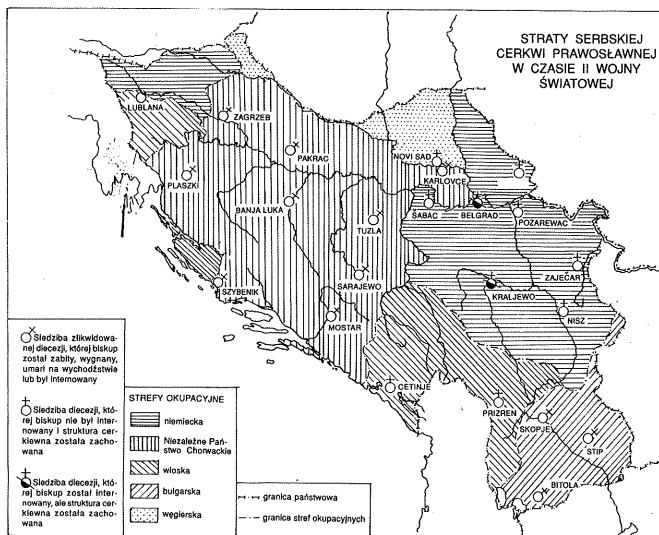 STRATY SERBSKIEJ
CERKWI PRAWOSŁAWNEJ
W CZASIE II WOJNY
ŚWIATOWEJ
LUBLANA
ZAGRZEB
PAKRAC
NOVI SAD
KARLOVCE
PLASZKI
BANJA LUKA
TUZLA
ŠABAC
BELGRAD
POŽAREWAC
SARAJEWO
ZAJEČAR
SZYBENIK
KRALJEWO
MOSTAR
NISZ
CETINJE
PRIZREN
SKOPJE
STIP
BITOLA
Siedziba zlikwidowa-
nej diecezji, której biskup
został zabity, wygnany,
umarł na wychodźstwie
lub był internowany
Siedziba diecezji, któ-
rej biskup nie był inter-
nowany i struktura cer-
kiewna została zacho-
wana
Siedziba diecezji, któ-
rej biskup został inter-
nowany, ale struktura cer-
kiewna została zacho-
wana
STREFY OKUPACYJNE
niemiecka
Niezależne Pań-
stwo Chorwackie
włoska
bułgarska
węgierska
granica państwowa
granice stref okupacyjnych